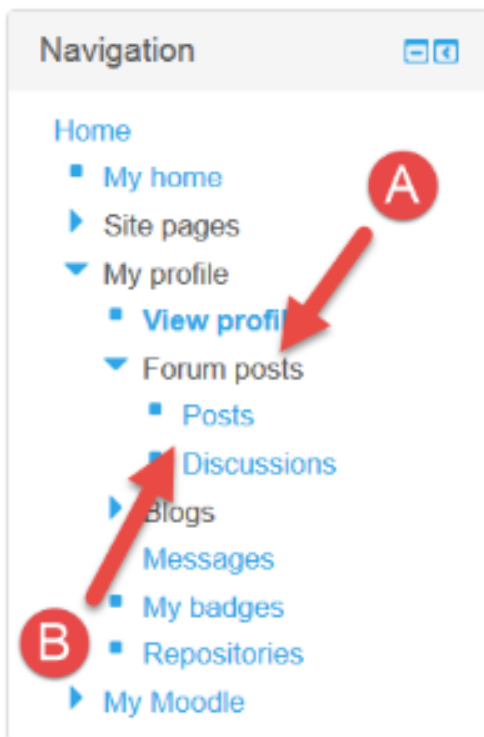 Navigation
Home
My home
A
Site pages
My profile
View profil
Forum posts
Posts
Discussions
Blogs
Messages
My badges
B
Repositories
My Moodle